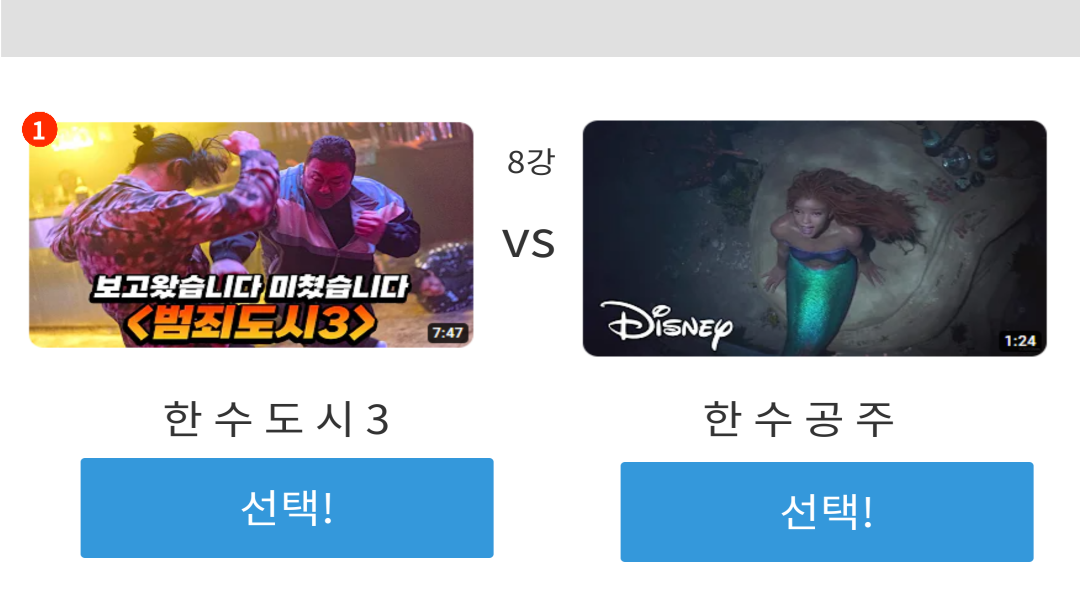 1
보고왔습니다 미쳤습니다
<범죄도시3>
7:47
8강
vs
DISNEY
1:24
한 수 도 시 3
한 수 공 주
선택!
선택!